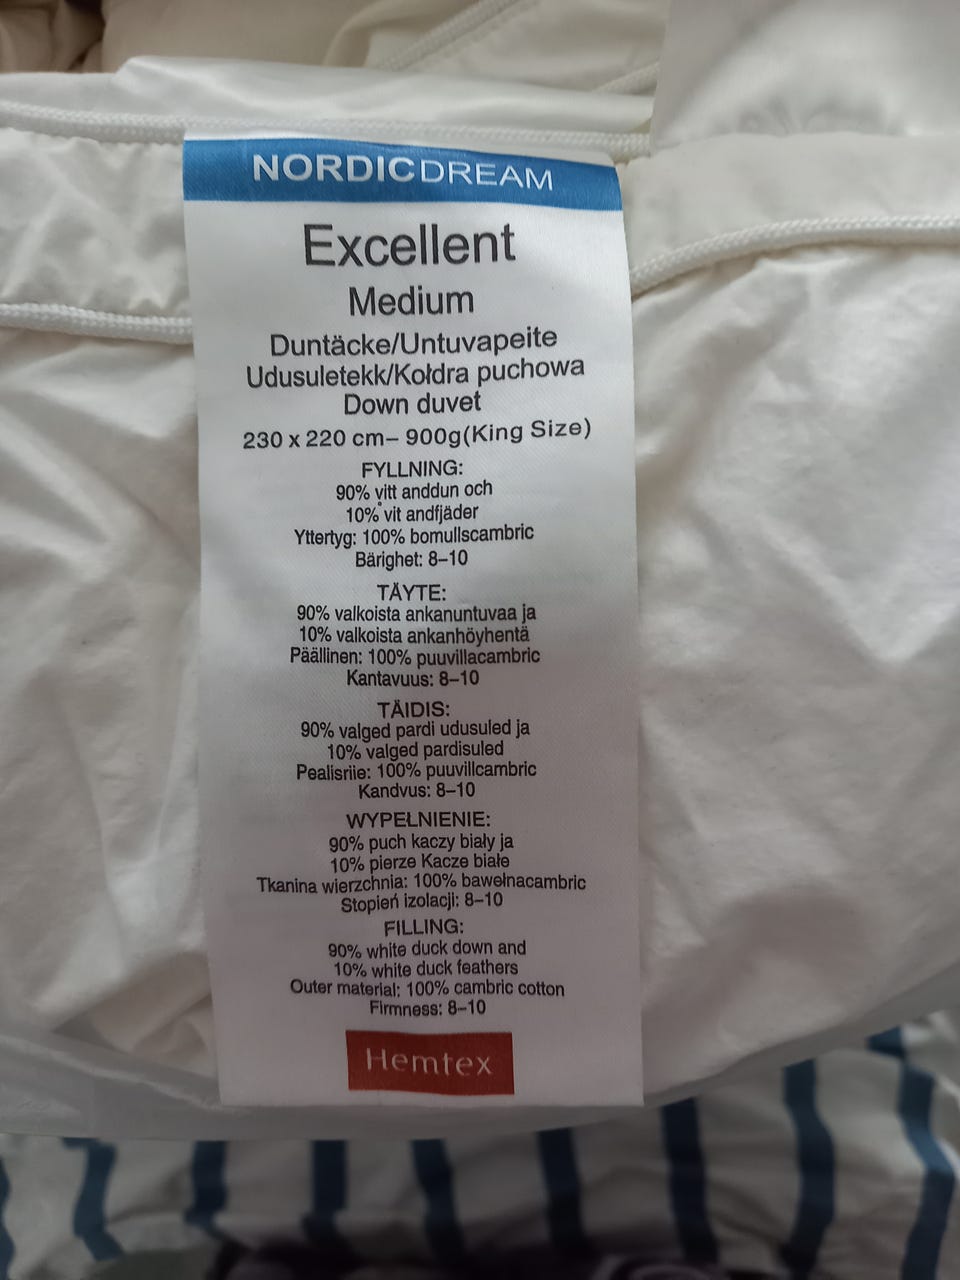 NORDICDREAM
Excellent
Medium
Duntäcke/Untuvapeite
Udusuletekk/Kołdra puchowa
Down duvet
230 x 220 cm– 900g(King Size)
FYLLNING:
90% vitt anddun och
10% vit andfjäder
Yttertyg: 100% bomullscambric
Bärighet: 8–10
TÄYTE:
90% valkoista ankanuntuvaa ja
10% valkoista ankanhöyhentä
Päällinen: 100% puuvillacambric
Kantavuus: 8–10
TÄIDIS:
90% valged pardi udusuled ja
10% valged pardisuled
Pealisriie: 100% puuvillcambric
Kandvus: 8–10
WYPEŁNIENIE:
90% puch kaczy biały ja
10% pierze Kacze białe
Tkanina wierzchnia: 100% bawełnacambric
Stopień izolacji: 8–10
FILLING:
90% white duck down and
10% white duck feathers
Outer material: 100% cambric cotton
Firmness: 8–10
Hemtex